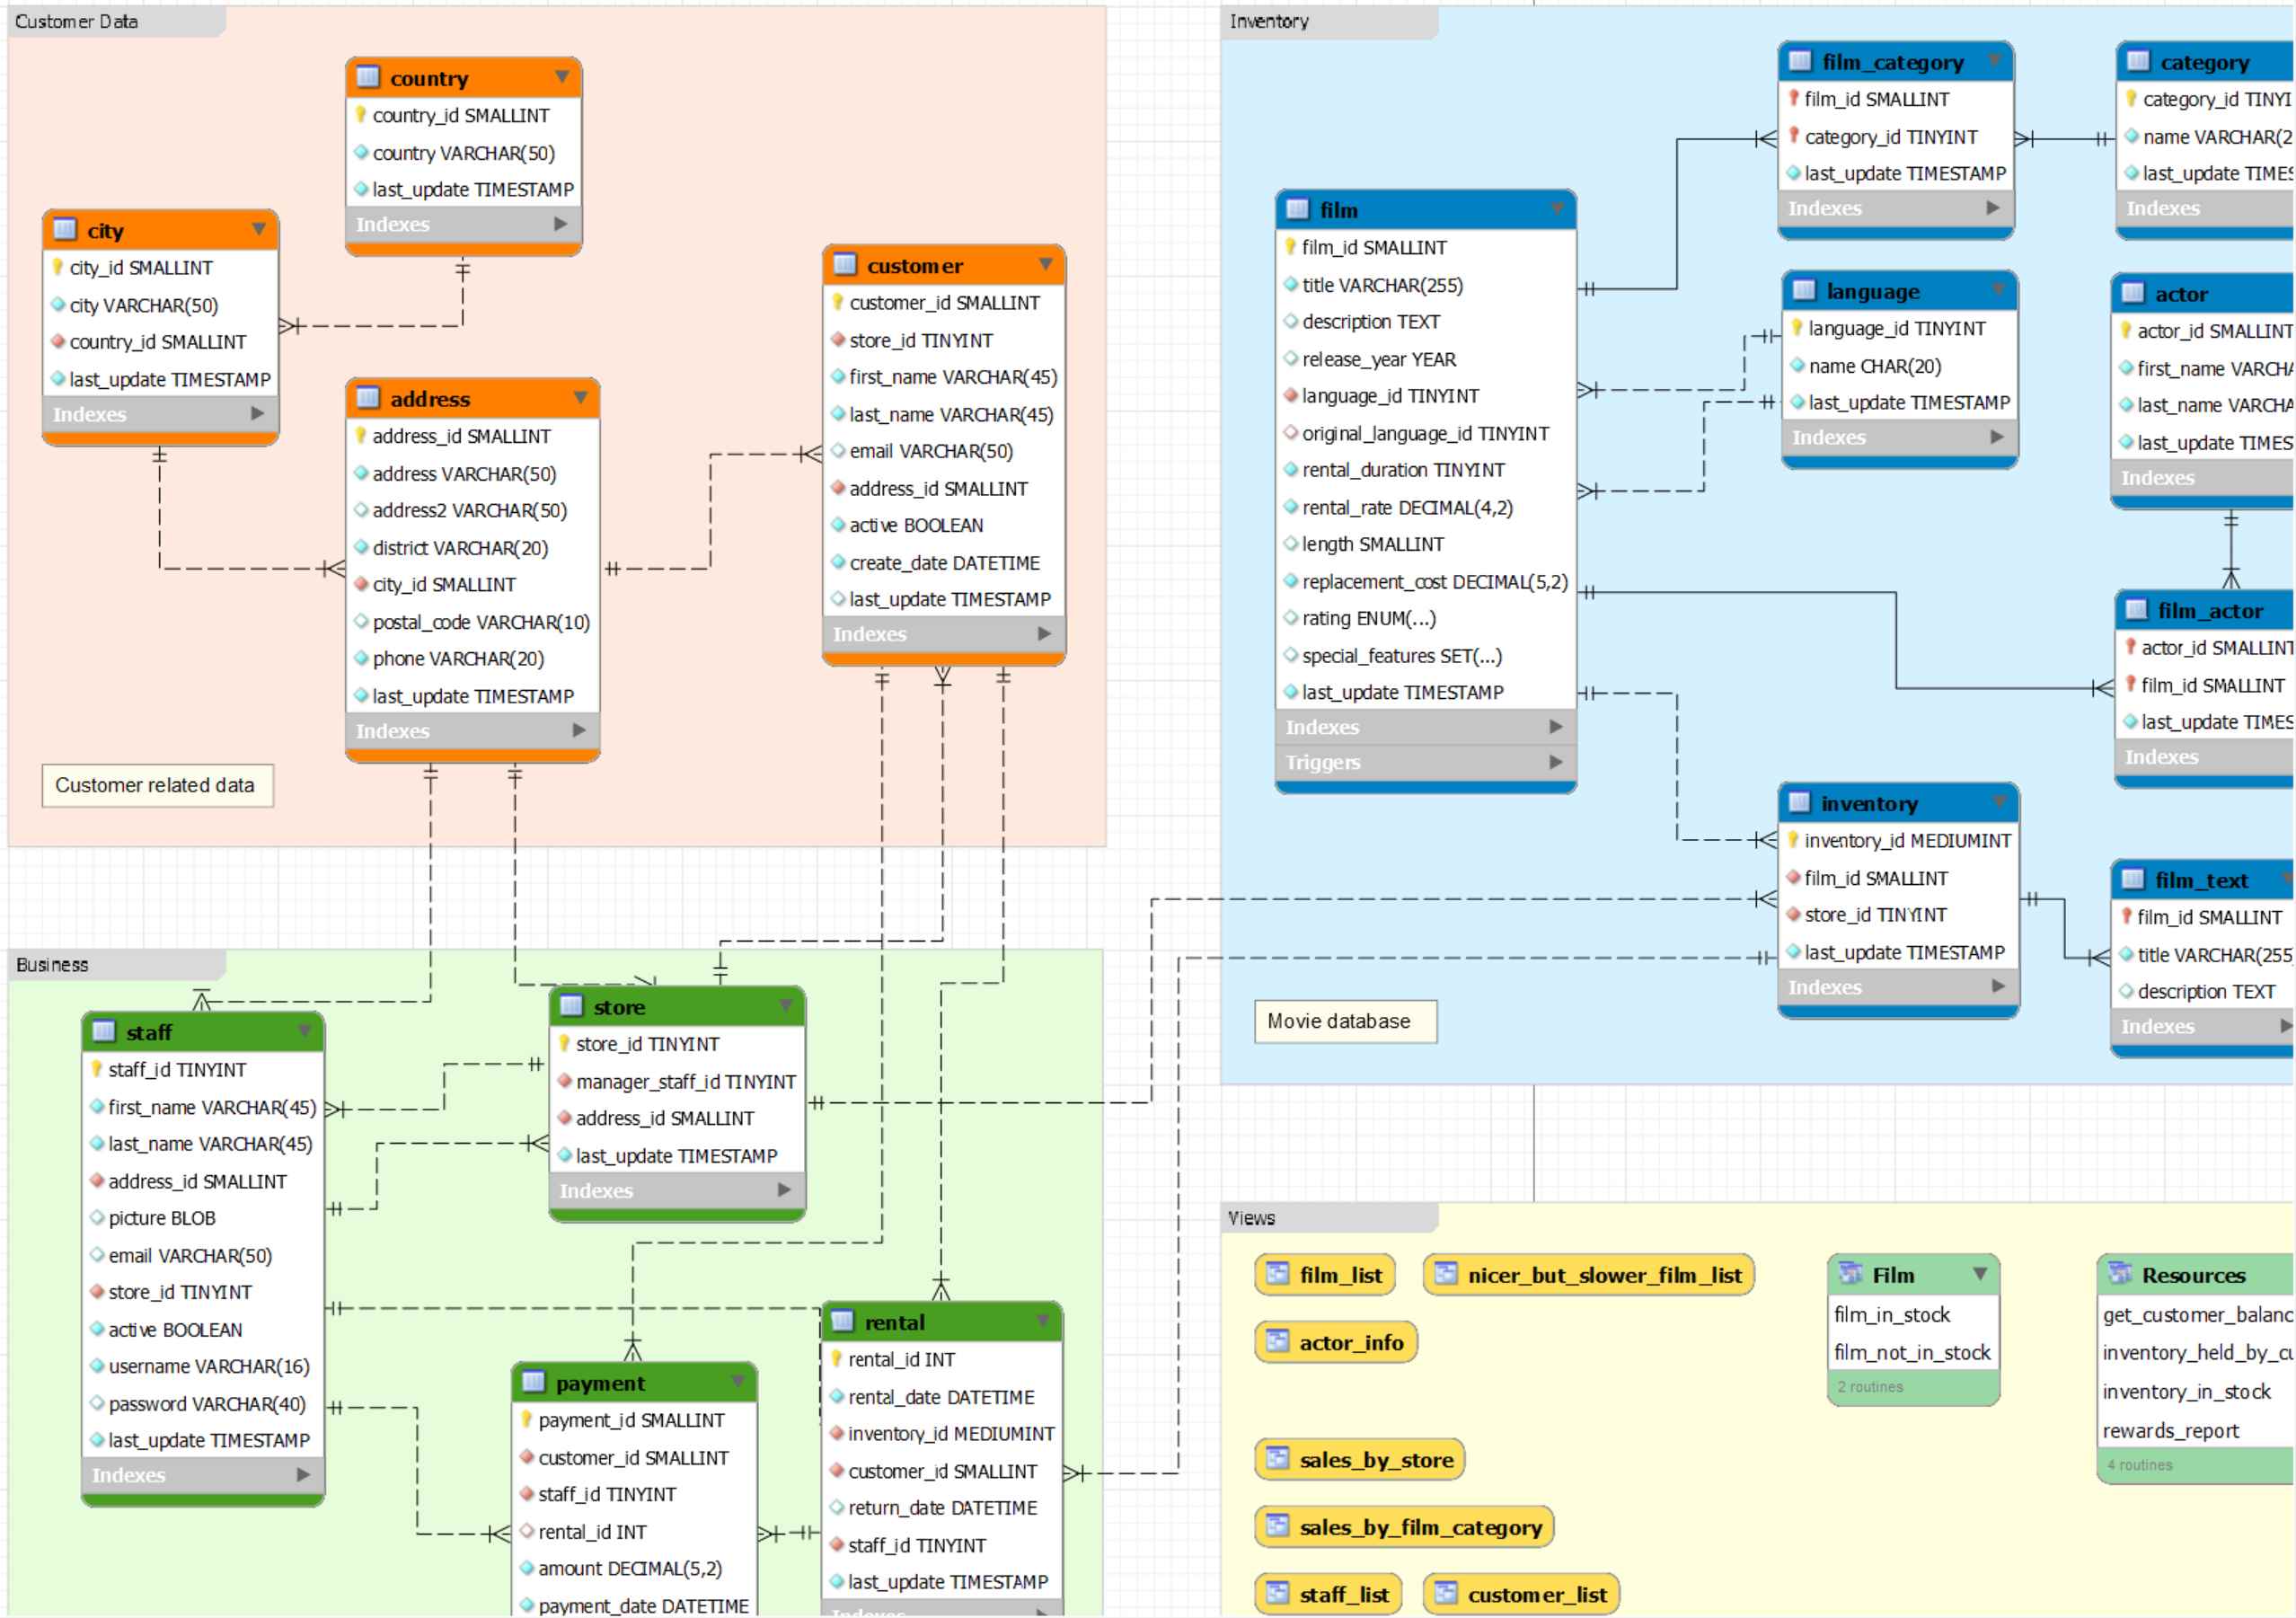 Customer Data
country
country_id SMALLINT
country VARCHAR(50)
last_update TIMESTAMP
Indexes
city
city_id SMALLINT
city VARCHAR(50)
country_id SMALLINT
last_update TIMESTAMP
Indexes
address
address_id SMALLINT
address VARCHAR(50)
address2 VARCHAR(50)
district VARCHAR(20)
city_id SMALLINT
postal_code VARCHAR(10)
phone VARCHAR(20)
last_update TIMESTAMP
Indexes
customer
customer_id SMALLINT
store_id TINYINT
first_name VARCHAR(45)
last_name VARCHAR(45)
email VARCHAR(50)
address_id SMALLINT
active BOOLEAN
create_date DATETIME
last_update TIMESTAMP
Indexes
Customer related data
Inventory
film
film_id SMALLINT
title VARCHAR(255)
description TEXT
release_year YEAR
language_id TINYINT
original_language_id TINYINT
rental_duration TINYINT
rental_rate DECIMAL(4,2)
length SMALLINT
replacement_cost DECIMAL(5,2)
rating ENUM(...)
special_features SET(...)
last_update TIMESTAMP
Indexes
Triggers
film_category
film_id SMALLINT
category_id TINYINT
last_update TIMESTAMP
Indexes
category
category_id TINYI
name VARCHAR(2
last_update TIMES
Indexes
language
language_id TINYINT
name CHAR(20)
last_update TIMESTAMP
Indexes
actor
actor_id SMALLINT
first_name VARCHA
last_name VARCHA
last_update TIMES
Indexes
film_actor
actor_id SMALLINT
film_id SMALLINT
last_update TIMES
Indexes
inventory
inventory_id MEDIUMINT
film_id SMALLINT
store_id TINYINT
last_update TIMESTAMP
Indexes
film_text
film_id SMALLINT
title VARCHAR(255
description TEXT
Indexes
Movie database
Business
staff
staff_id TINYINT
first_name VARCHAR(45)
last_name VARCHAR(45)
address_id SMALLINT
picture BLOB
email VARCHAR(50)
store_id TINYINT
active BOOLEAN
username VARCHAR(16)
password VARCHAR(40)
last_update TIMESTAMP
Indexes
store
store_id TINYINT
manager_staff_id TINYINT
address_id SMALLINT
last_update TIMESTAMP
Indexes
payment
payment_id SMALLINT
customer_id SMALLINT
staff_id TINYINT
rental_id INT
amount DECIMAL(5,2)
payment_date DATETIME
rental
rental_id INT
rental_date DATETIME
inventory_id MEDIUMINT
customer_id SMALLINT
return_date DATETIME
staff_id TINYINT
last_update TIMESTAMP
Indexes
Views
film_list
nicer_but_slower_film_list
actor_info
sales_by_store
sales_by_film_category
staff_list
customer_list
Film
film_in_stock
film_not_in_stock
2 routines
Resources
get_customer_balanc
inventory_held_by_cu
inventory_in_stock
rewards_report
4 routines